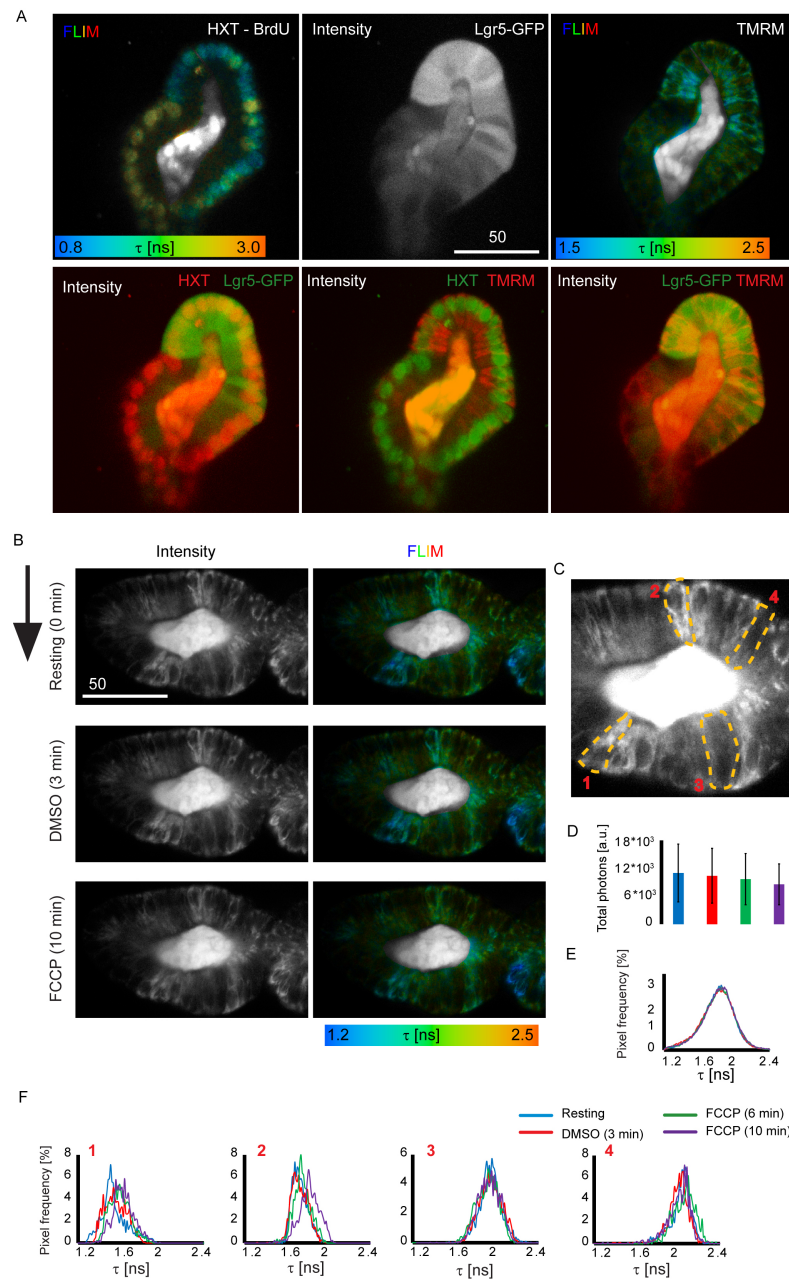 A
FLIM HXT - BrdU
Intensity Lgr5-GFP
FLIM TMRM
0.8 τ [ns] 3.0
50
1.5 τ [ns] 2.5
Intensity HXT Lgr5-GFP
Intensity HXT TMRM
Lgr5-GFP TMRM
Intensity
B
Intensity FLIM
Resting (0 min)
50
DMSO (3 min)
FCCP (10 min)
1.2 τ [ns] 2.5
C
2
4
1
3
D
Total photons [a.u.]
18*10³
12*10³
6*10³
0
E
Pixel frequency [%]
3
2
1
0
1.2 1.6 2 2.4
τ [ns]
F
Resting
DMSO (3 min)
FCCP (6 min)
FCCP (10 min)
Pixel frequency [%]
1
8
6
4
2
0
1.2 1.6 2 2.4
τ [ns]
2
8
6
4
2
0
1.2 1.6 2 2.4
τ [ns]
3
6
4
2
0
1.2 1.6 2 2.4
τ [ns]
4
8
6
4
2
0
1.2 1.6 2 2.4
τ [ns]